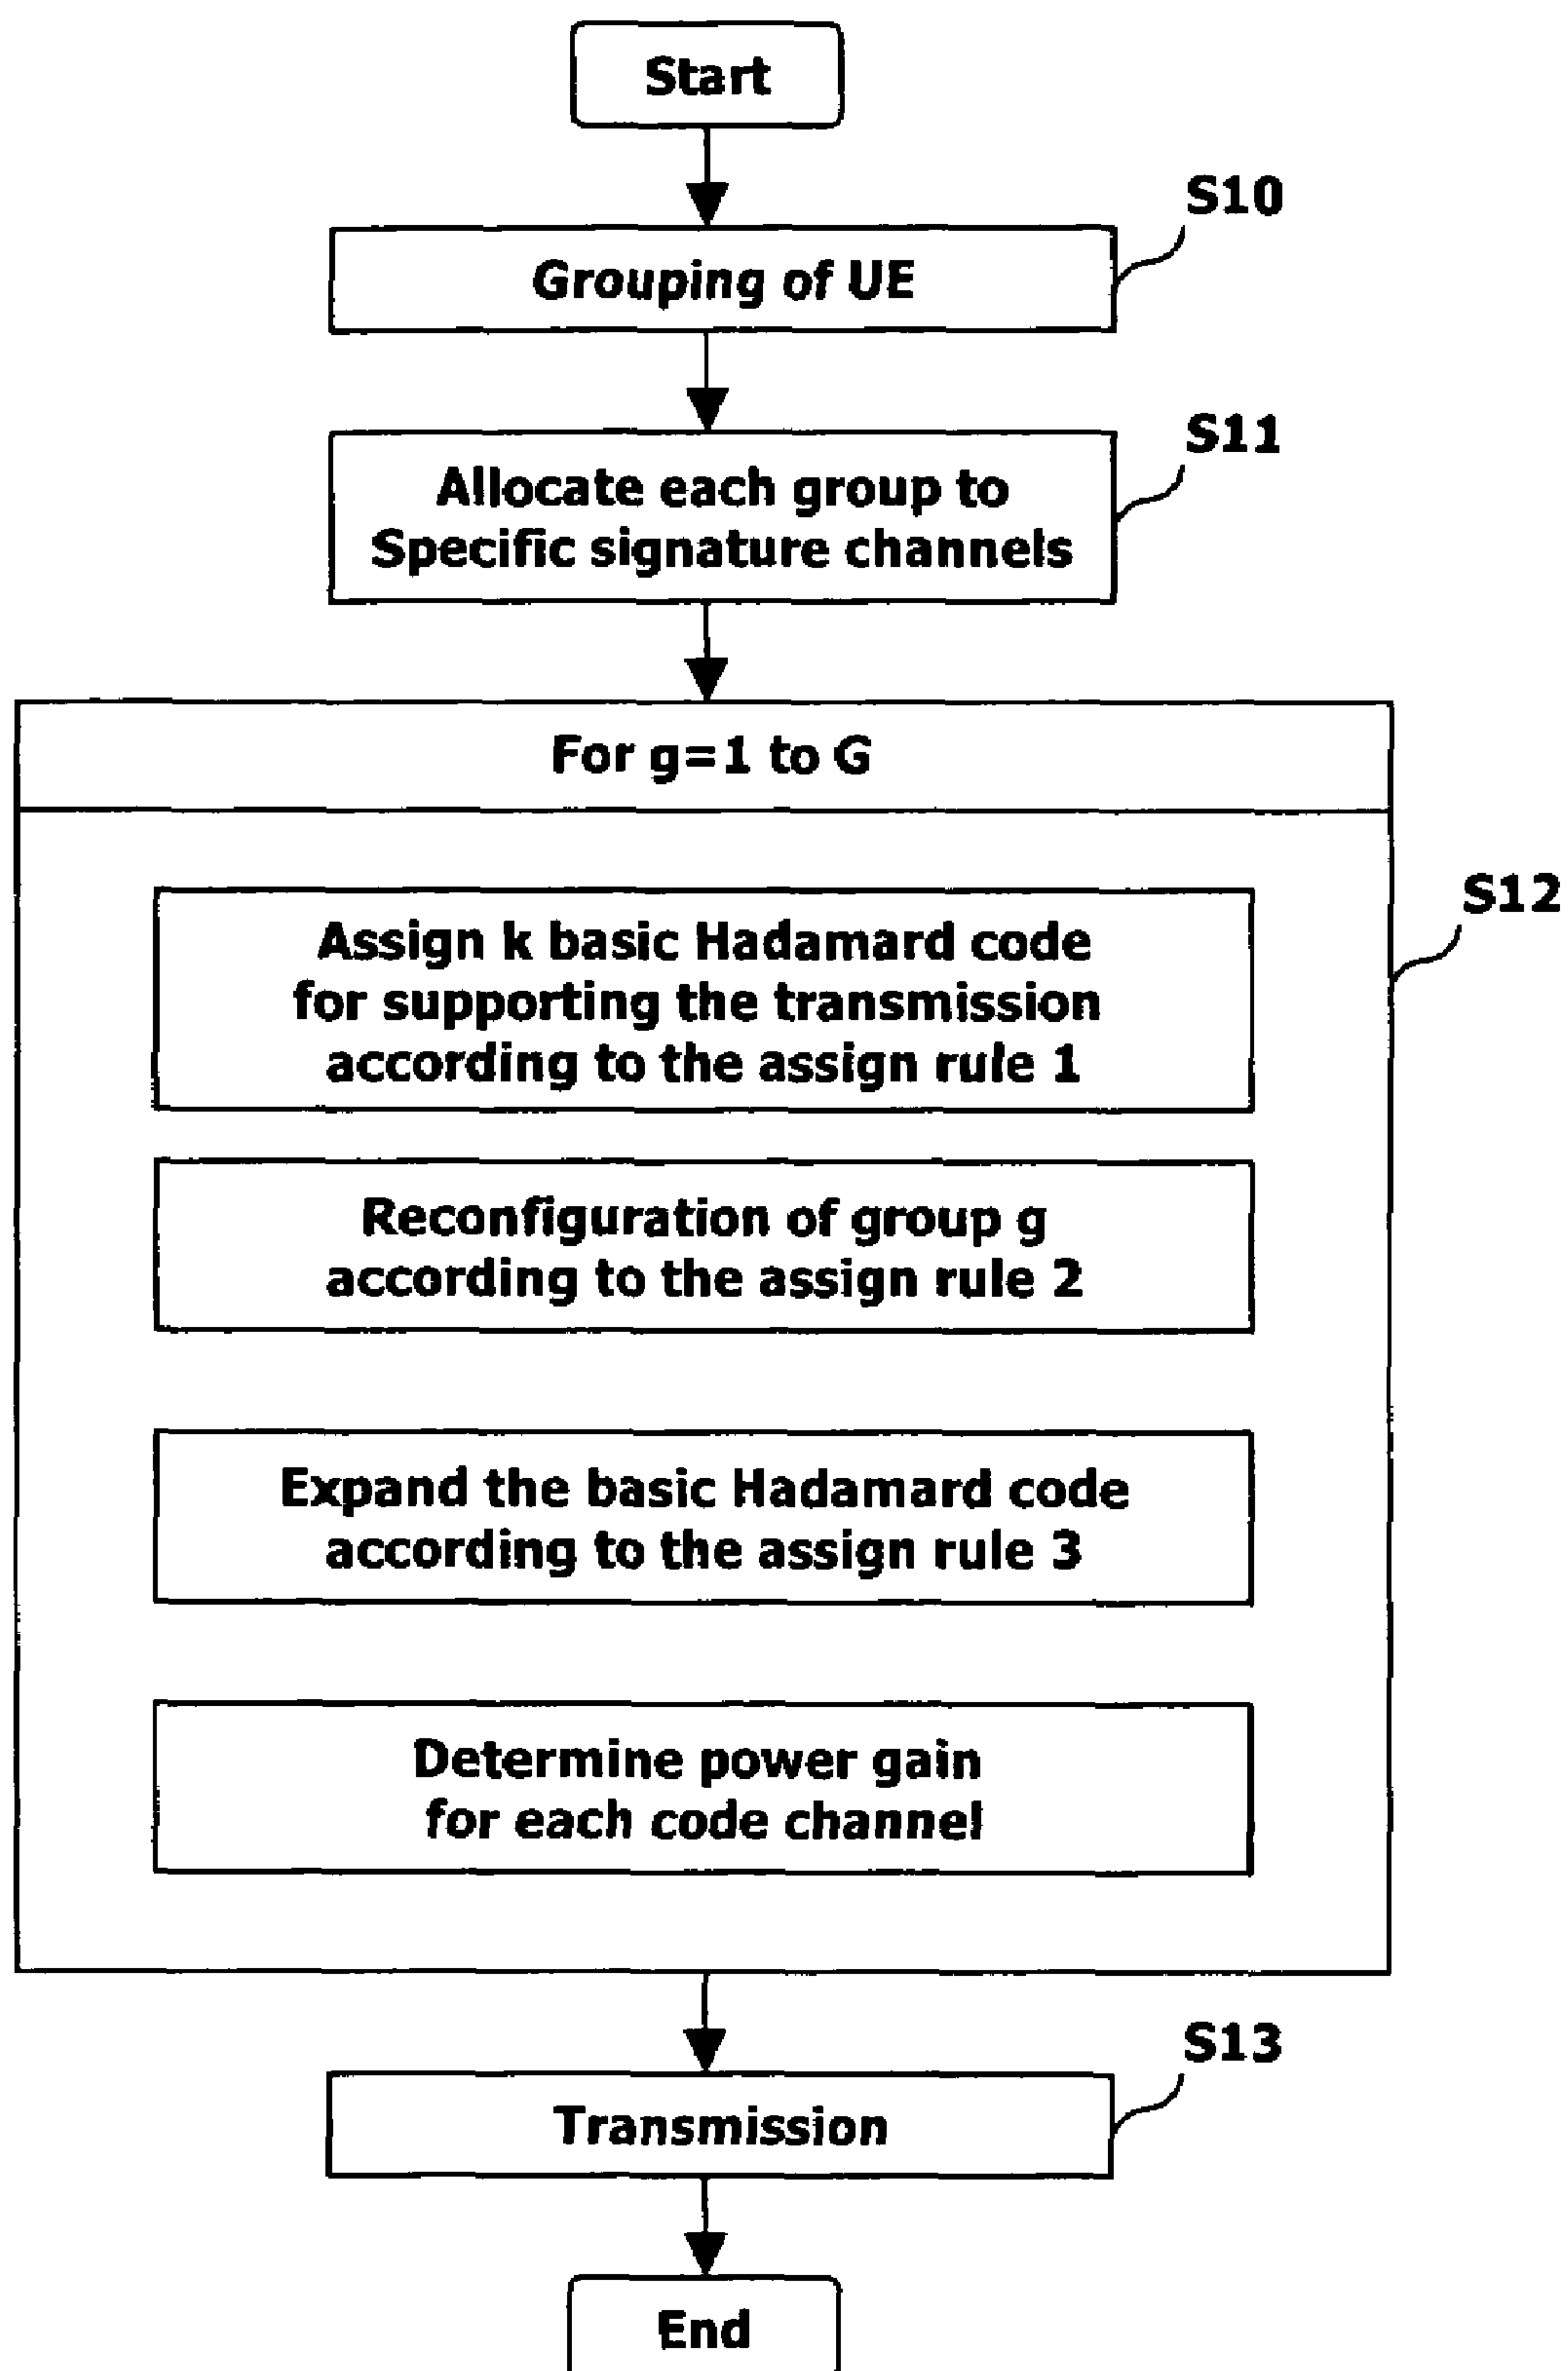 Start
S10
Grouping of UE
S11
Allocate each group to
Specific signature channels
For g=1 to G
S12
Assign k basic Hadamard code
for supporting the transmission
according to the assign rule 1
Reconfiguration of group g
according to the assign rule 2
Expand the basic Hadamard code
according to the assign rule 3
Determine power gain
for each code channel
S13
Transmission
End